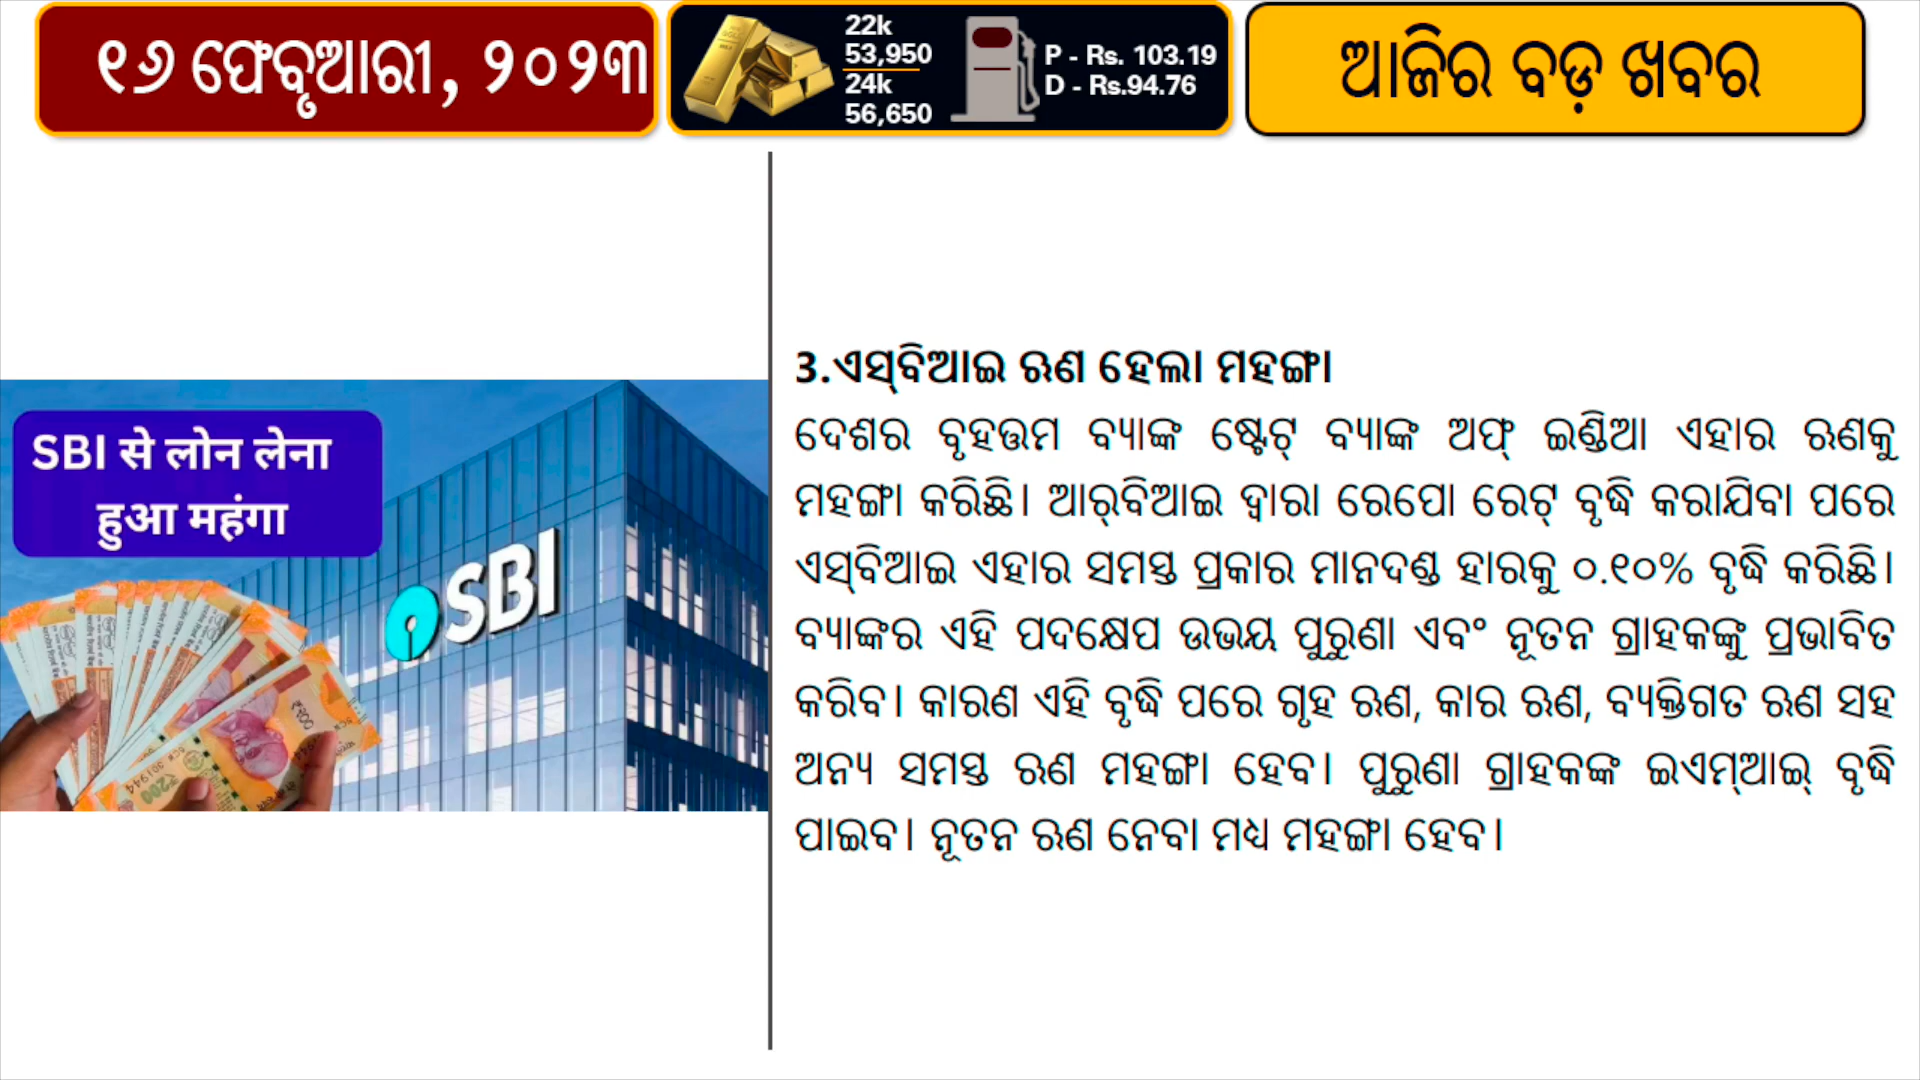 ୧୬ ଫେବୃଆରୀ, ୨୦୨୩
22k
53,950
24k
56,650
P - Rs. 103.19
D - Rs.94.76
ଆଜିର ବଡ଼ ଖବର
SBI से लोन लेना
हुआ महंगा
SBI
3.ଏସ୍‌ବିଆଇ ଋଣ ହେଲା ମହଙ୍ଗା
ଦେଶର ବୃହତ୍ତମ ବ୍ୟାଙ୍କ ଷ୍ଟେଟ୍ ବ୍ୟାଙ୍କ ଅଫ୍ ଇଣ୍ଡିଆ ଏହାର ଋଣକୁ
ମହଙ୍ଗା କରିଛି। ଆର୍‌ବିଆଇ ଦ୍ୱାରା ରେପୋ ରେଟ୍ ବୃଦ୍ଧି କରାଯିବା ପରେ
ଏସ୍‌ବିଆଇ ଏହାର ସମସ୍ତ ପ୍ରକାର ମାନଦଣ୍ଡ ହାରକୁ ୦.୧୦% ବୃଦ୍ଧି କରିଛି।
ବ୍ୟାଙ୍କର ଏହି ପଦକ୍ଷେପ ଉଭୟ ପୁରୁଣା ଏବଂ ନୂତନ ଗ୍ରାହକଙ୍କୁ ପ୍ରଭାବିତ
କରିବ। କାରଣ ଏହି ବୃଦ୍ଧି ପରେ ଗୃହ ଋଣ, କାର ଋଣ, ବ୍ୟକ୍ତିଗତ ଋଣ ସହ
ଅନ୍ୟ ସମସ୍ତ ଋଣ ମହଙ୍ଗା ହେବ। ପୁରୁଣା ଗ୍ରାହକଙ୍କ ଇଏମ୍‌ଆଇ୍ ବୃଦ୍ଧି
ପାଇବ। ନୂତନ ଋଣ ନେବା ମଧ୍ୟ ମହଙ୍ଗା ହେବ।